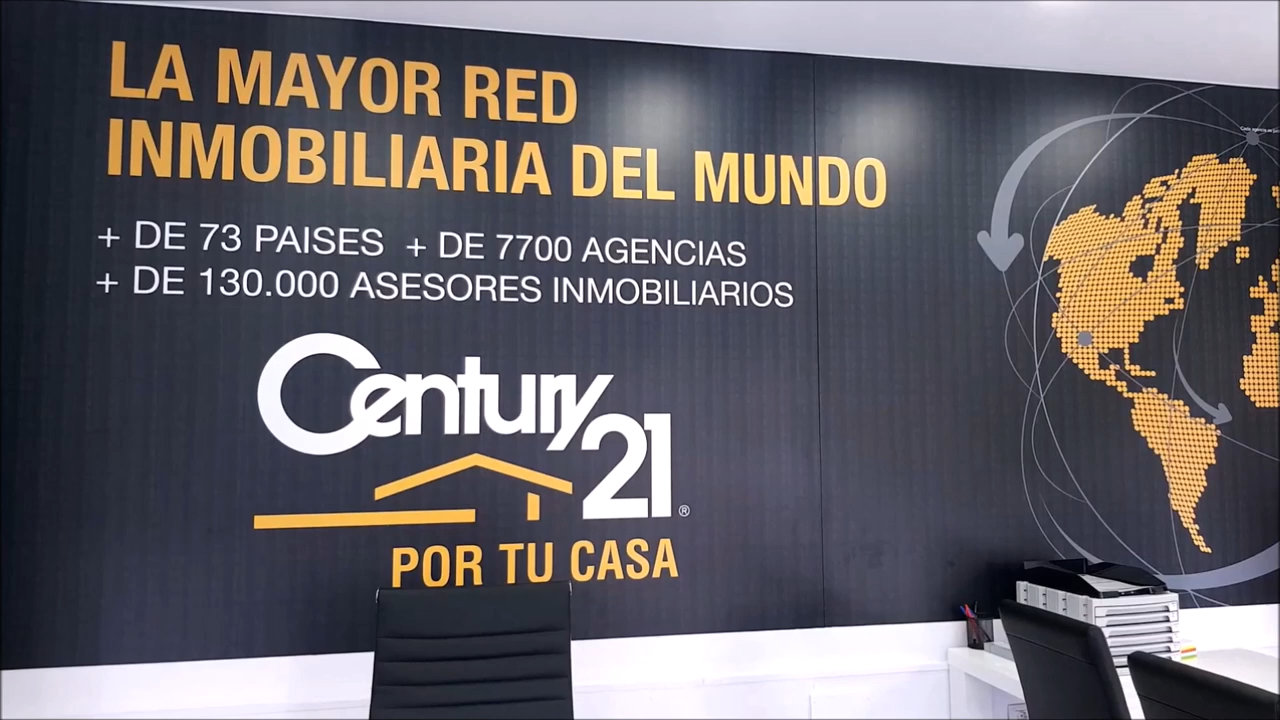 LA MAYOR RED
INMOBILIARIA DEL MUNDO
+ DE 73 PAISES + DE 7700 AGENCIAS
+ DE 130.000 ASESORES INMOBILIARIOS
Century
21®
POR TU CASA